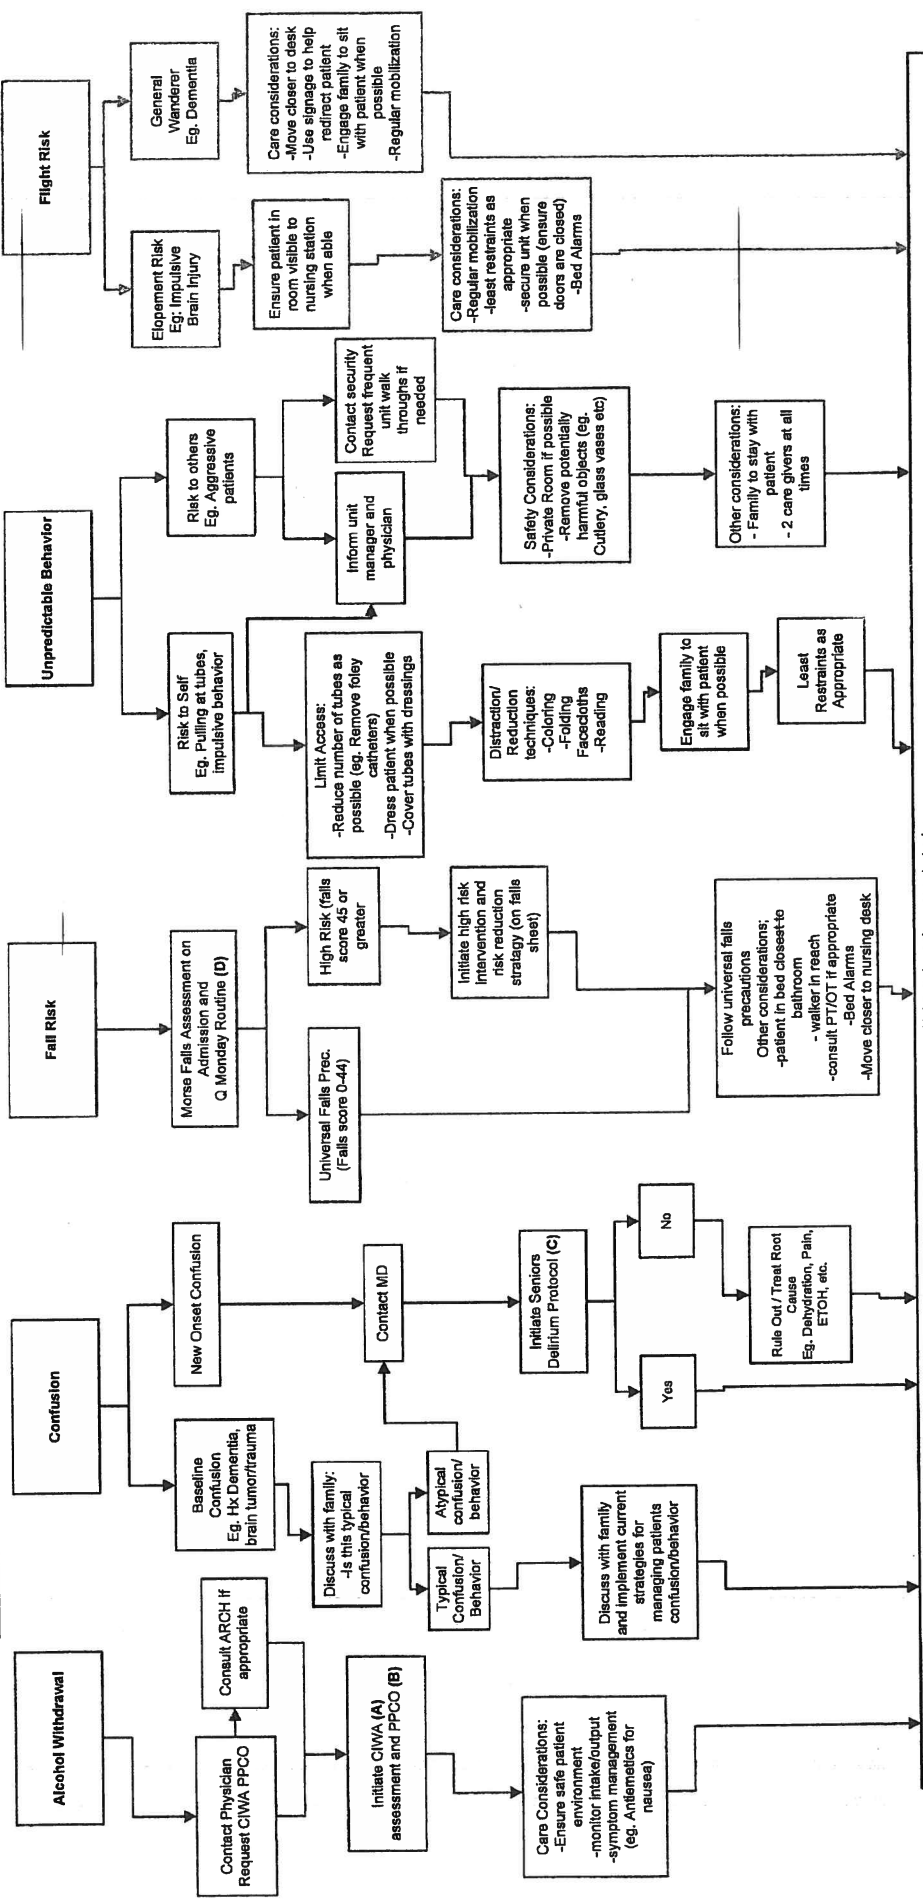 Alcohol Withdrawal
Contact Physician
Request CIWA PPCO
Consult ARCH if
appropriate
Initiate CIWA (A)
assessment and PPCO (B)
Care Considerations:
-Ensure safe patient
environment
-monitor intake/output
-symptom management
(eg. Antiemetics for
nausea)
Confusion
Baseline
Confusion
Eg. Hx Dementia,
brain tumor/trauma
New Onset Confusion
Discuss with family:
-Is this typical
confusion/behavior
Typical
Confusion/
Behavior
Atypical
confusion/
behavior
Contact MD
Discuss with family
and implement current
strategies for
managing patients
confusion/behavior
Initiate Seniors
Delirium Protocol (C)
Yes
No
Rule Out / Treat Root
Cause
Eg. Dehydration, Pain,
ETOH, etc.
Fall Risk
Morse Falls Assessment on
Admission and
Q Monday Routine (D)
Universal Falls Prec.
(Falls score 0-44)
High Risk (falls
score 45 or
greater
Initiate high risk
Intervention and
risk reduction
stratagy (on falls
sheet)
Follow universal falls
precautions
Other considerations;
-patient in bed closest to
bathroom
- walker in reach
-consult PT/OT if appropriate
-Bed Alarms
-Move closer to nursing desk
Unpredictable Behavior
Risk to Self
Eg. Pulling at tubes,
impulsive behavior
Risk to others
Eg. Aggressive
patients
Limit Access:
-Reduce number of tubes as
possible (eg. Remove foley
catheters)
-Dress patient when possible
-Cover tubes with dressings
Inform unit
manager and
physician
Contact security
Request frequent
unit walk
throughs if
needed
Distraction/
Reduction
techniques:
-Coloring
-Folding
Facecloths
-Reading
Safety Considerations:
-Private Room if possible
-Remove potentially
harmful objects (eg.
Cutlery, glass vases etc)
Engage family to
sit with patient
when possible
Least
Restraints as
Appropriate
Other considerations:
- Family to stay with
patient
- 2 care givers at all
times
Flight Risk
Elopement Risk
Eg: Impulsive
Brain Injury
General
Wanderer
Eg. Dementia
Ensure patient in
room visible to
nursing station
when able
Care considerations:
-Move closer to desk
-Use signage to help
redirect patient
-Engage family to sit
with patient when
possible
-Regular mobilization
Care considerations:
-Regular mobilization
-least restraints as
appropriate
-secure unit when
possible (ensure
doors are closed)
-Bed Alarms